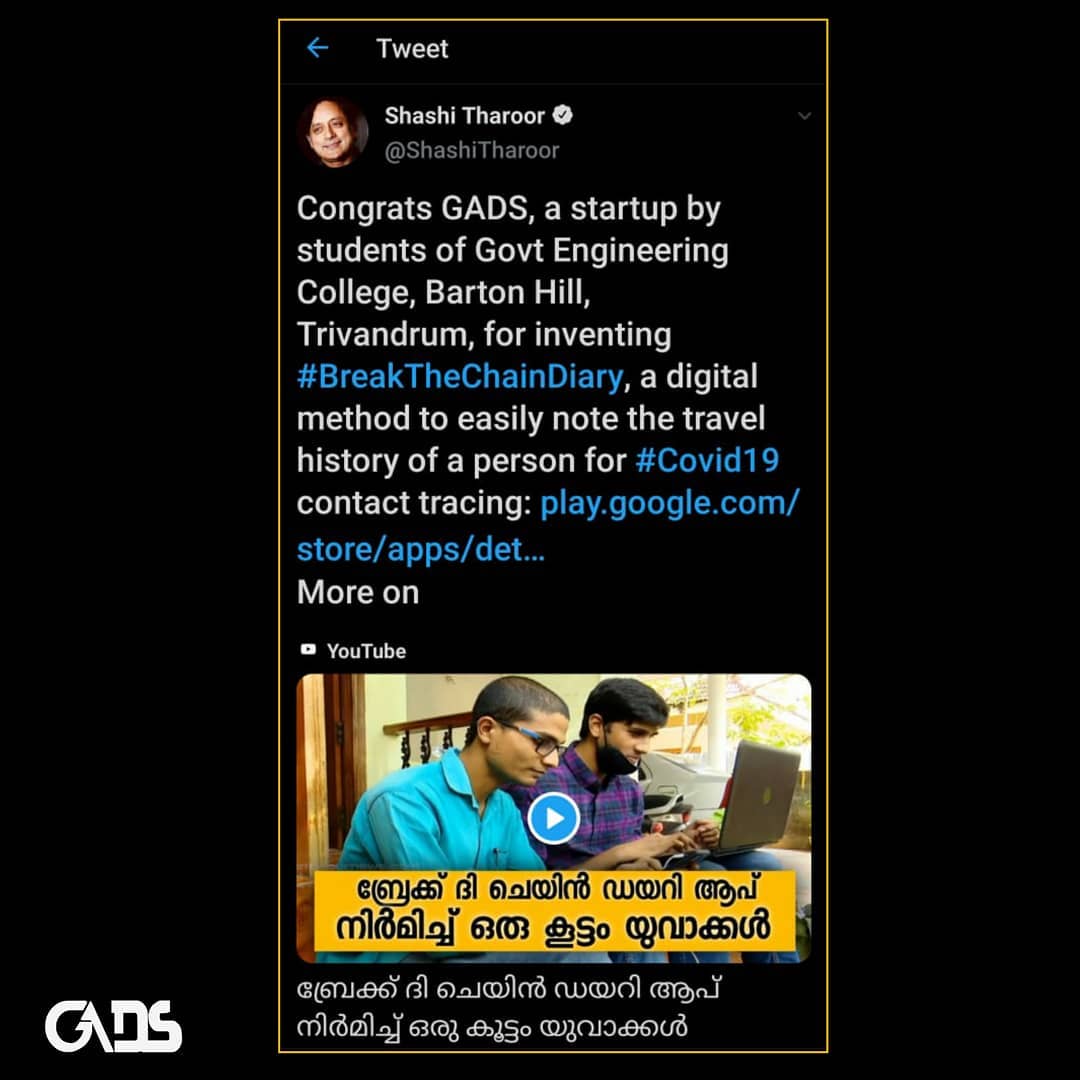 Tweet
Shashi Tharoor
@ShashiTharoor
Congrats GADS, a startup by
students of Govt Engineering
College, Barton Hill,
Trivandrum, for inventing
#BreakTheChainDiary, a digital
method to easily note the travel
history of a person for #Covid19
contact tracing: play.google.com/
store/apps/det...
More on
YouTube
ബ്രേക്ക് ദി ചെയിൻ ഡയറി ആപ്
നിർമിച്ച് ഒരു കൂട്ടം യുവാക്കൾ
ബ്രേക്ക് ദി ചെയിൻ ഡയറി ആപ്
നിർമിച്ച് ഒരു കൂട്ടം യുവാക്കൾ
GADS